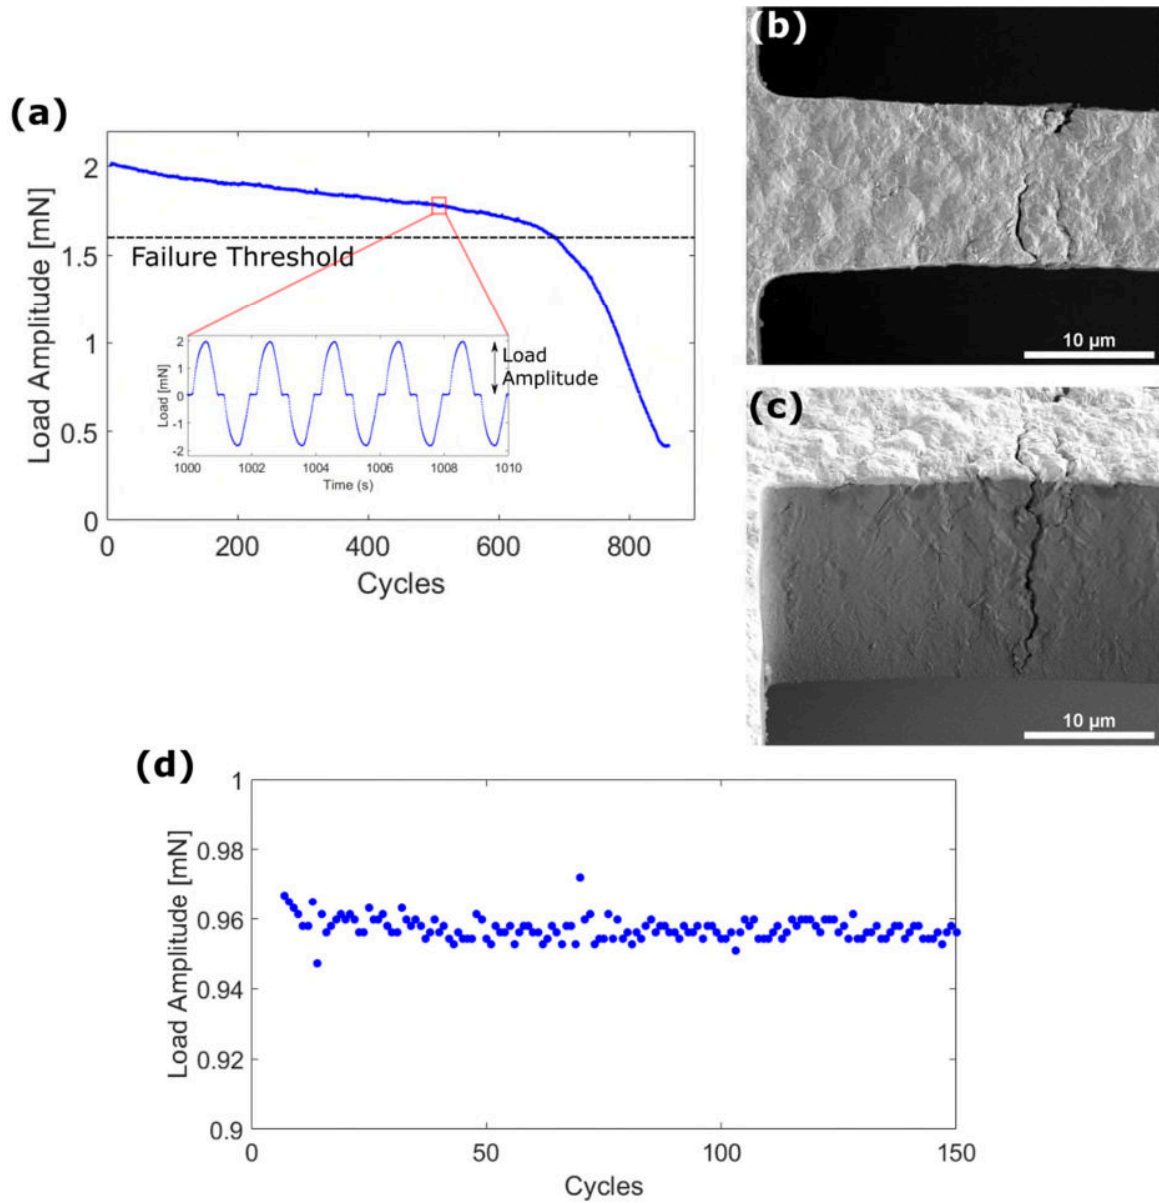 (a)
Load Amplitude [mN]
2
1.5
1
0.5
0
Failure Threshold
Load [mN]
2
1
0
-1
-2
Load
Amplitude
1000 1002 1004 1006 1008 1010
Time (s)
0 200 400 600 800
Cycles
(b)
10 µm
(c)
10 µm
(d)
Load Amplitude [mN]
1
0.98
0.96
0.94
0.92
0.9
0 50 100 150
Cycles